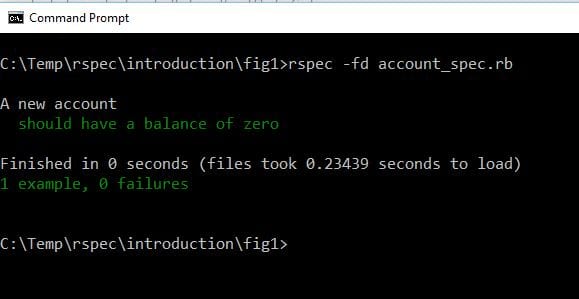 Command Prompt
C:\Temp\rspec\introduction\fig1>rspec -fd account_spec.rb
A new account
should have a balance of zero
Finished in 0 seconds (files took 0.23439 seconds to load)
1 example, 0 failures
C:\Temp\rspec\introduction\fig1>